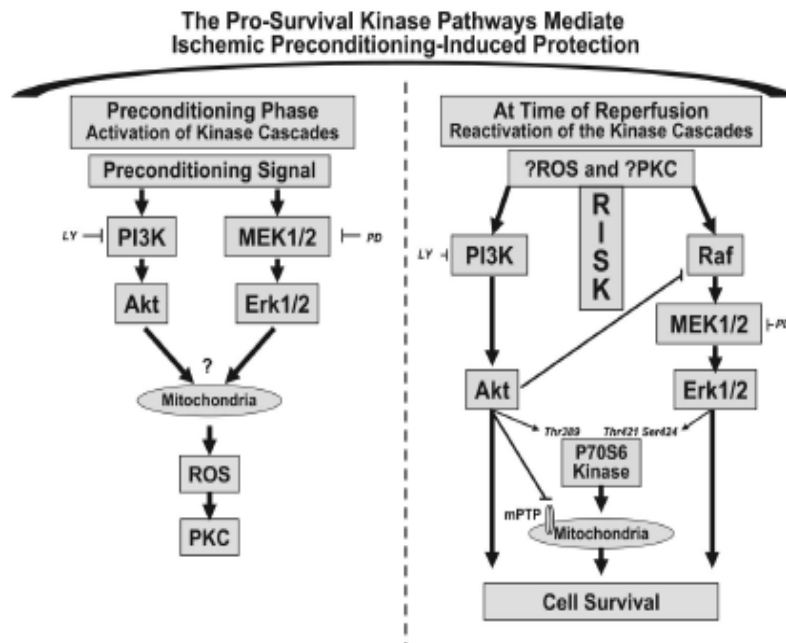 The Pro-Survival Kinase Pathways Mediate
Ischemic Preconditioning-Induced Protection
Preconditioning Phase
Activation of Kinase Cascades
Preconditioning Signal
LY
PI3K
MEK1/2
PD
Akt
Erk1/2
?
Mitochondria
ROS
PKC
At Time of Reperfusion
Reactivation of the Kinase Cascades
?ROS and ?PKC
RISK
LY
PI3K
Raf
MEK1/2
PD
Akt
Erk1/2
Thr389
Thr421 Ser424
P70S6
Kinase
mPTP
Mitochondria
Cell Survival